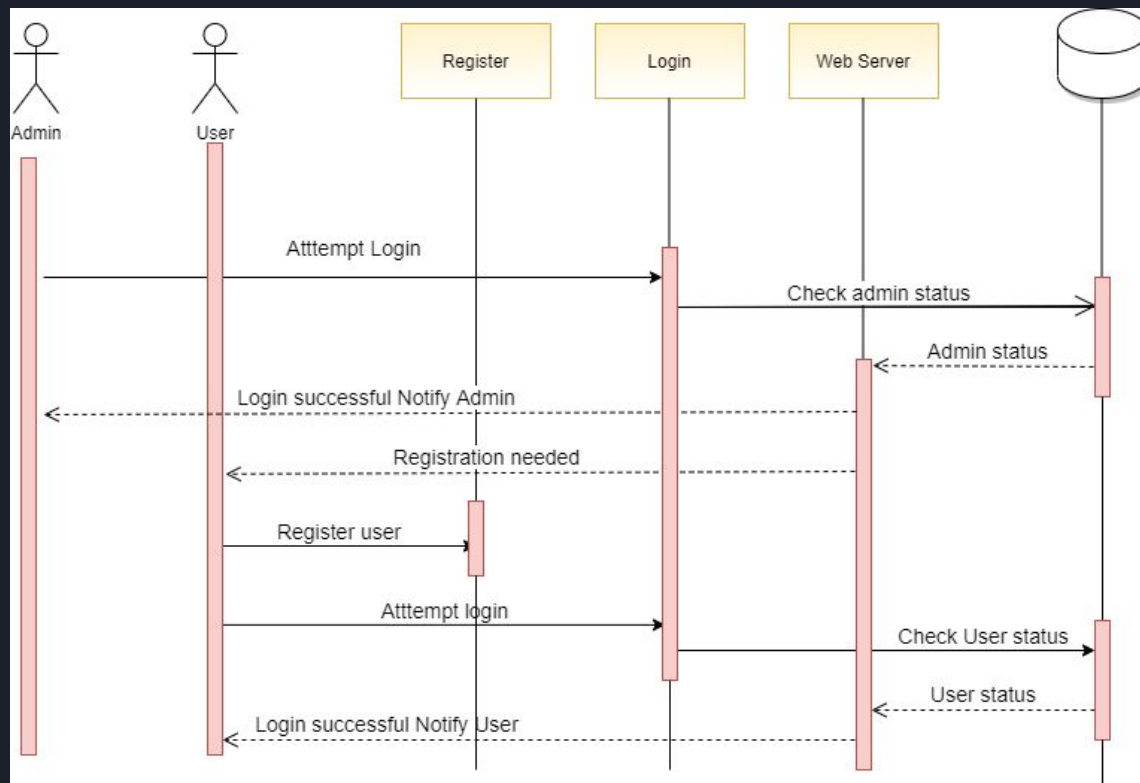 Register
Login
Web Server
Admin
User
Atttempt Login
Check admin status
Admin status
Login successful Notify Admin
Registration needed
Register user
Atttempt login
Check User status
User status
Login successful Notify User